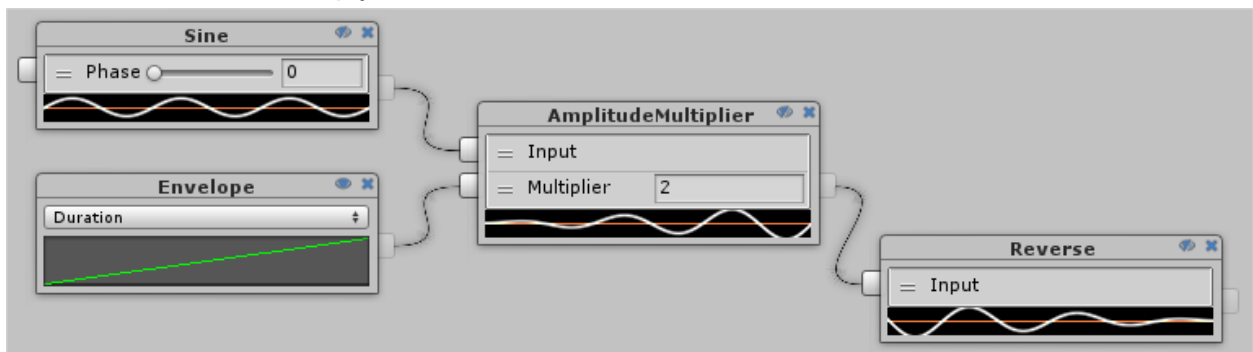 Sine
Phase 0
Envelope
Duration
AmplitudeMultiplier
Input
Multiplier 2
Reverse
Input